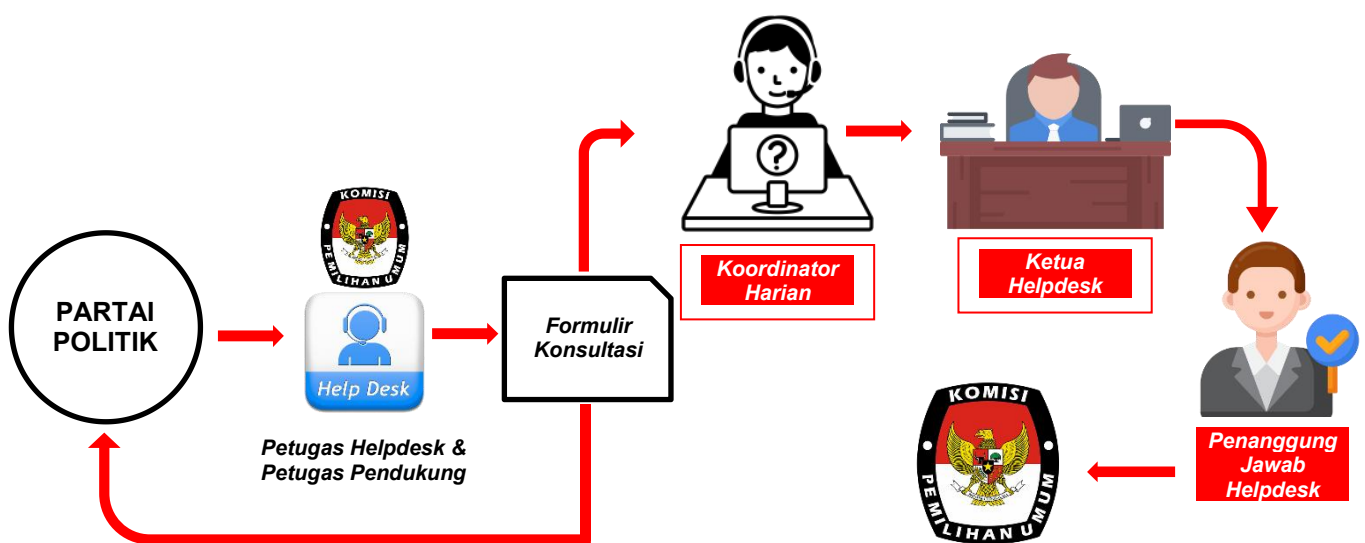 PARTAI
POLITIK
KOMISI
PEMILIHAN UMUM
Help Desk
Petugas Helpdesk &
Petugas Pendukung
Formulir
Konsultasi
?
Koordinator
Harian
Ketua
Helpdesk
Penanggung
Jawab
Helpdesk
KOMISI
PEMILIHAN UMUM